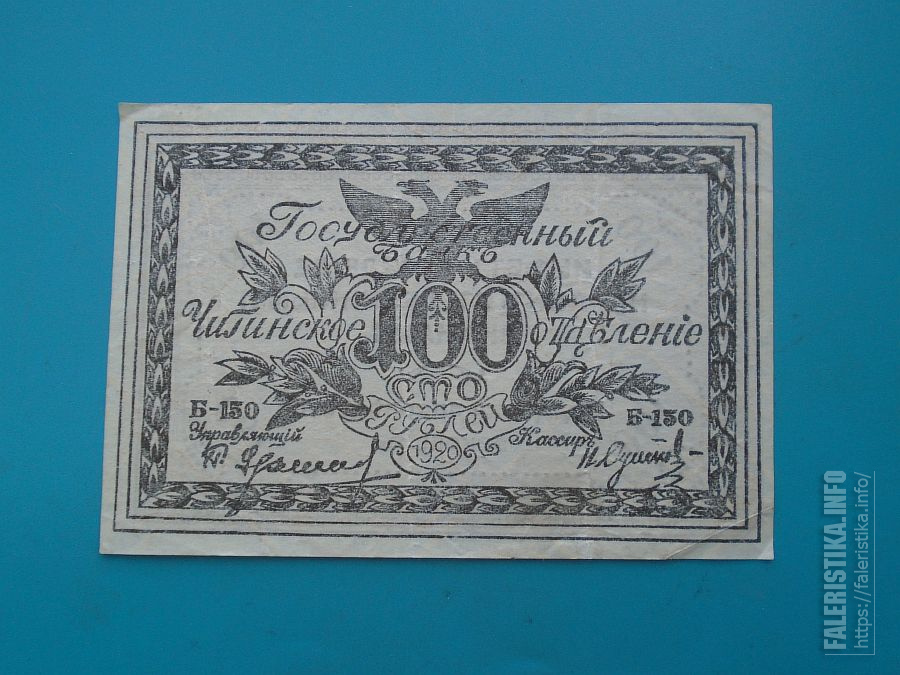 Государственный
банкъ
Читинское 100 отдѣленіе
сто
рублей
Б-150 Б-150
Управляющій Кассиръ
1920
FALERISTIKA.INFO
https://faleristika.info/